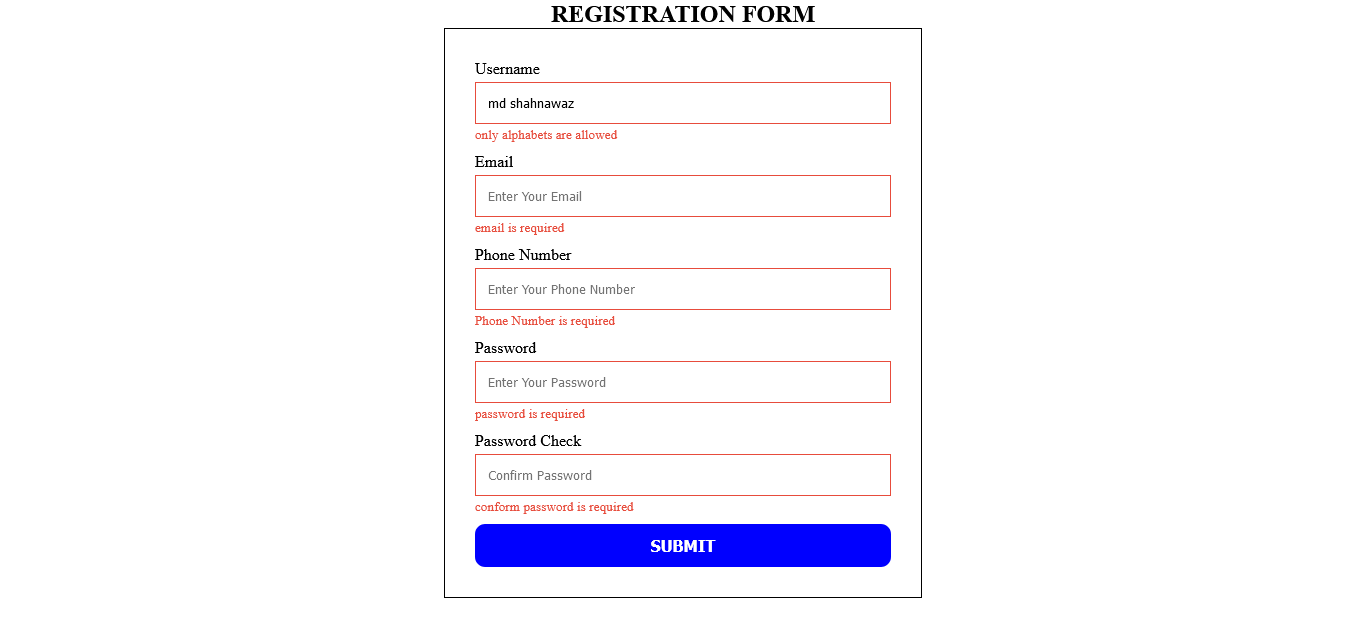 REGISTRATION FORM
Username
md shahnawaz
only alphabets are allowed
Email
Enter Your Email
email is required
Phone Number
Enter Your Phone Number
Phone Number is required
Password
Enter Your Password
password is required
Password Check
Confirm Password
conform password is required
SUBMIT